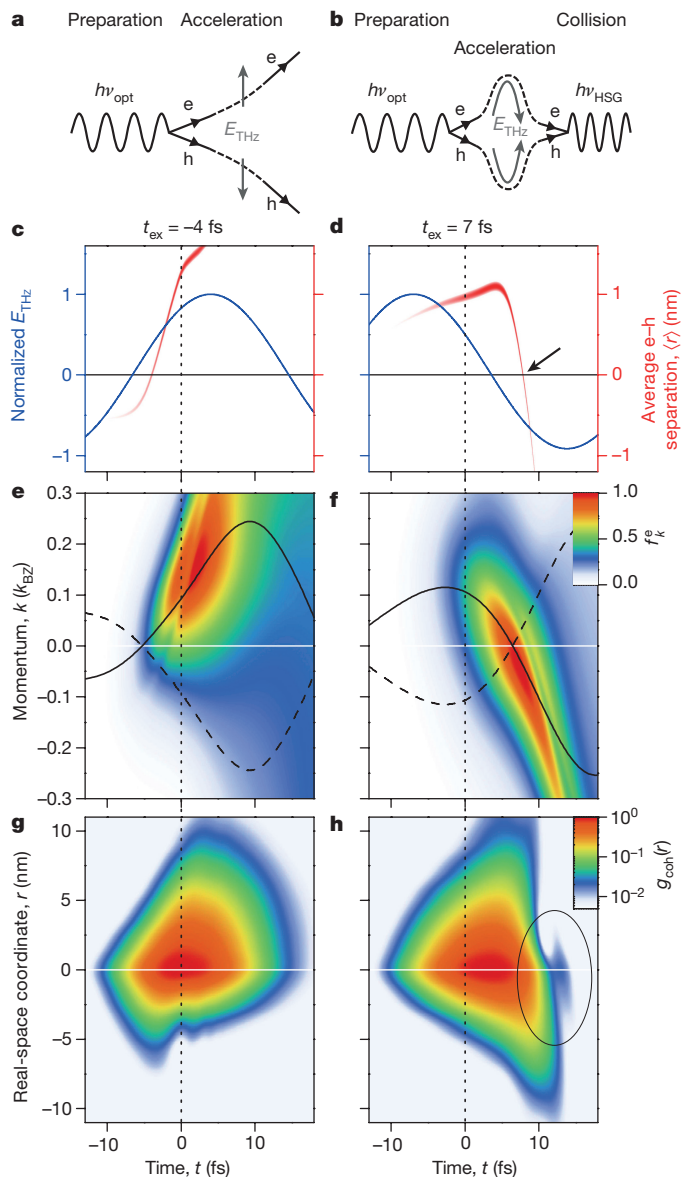 a Preparation Acceleration
b Preparation Collision
Acceleration
hν_opt e
E_THz
h e
h
hν_opt e e hν_HSG
E_THz
h h
c t_ex = −4 fs
d t_ex = 7 fs
Normalized E_THz
1
0
−1
1
0
−1
Average e–h
separation, ⟨r⟩ (nm)
e
f
Momentum, k (k_BZ)
0.3
0.2
0.1
0.0
−0.1
−0.2
−0.3
1.0
0.5
0.0
f_k^e
g
h
Real-space coordinate, r (nm)
10
5
0
−5
−10
10^0
10^−1
10^−2
g_coh(r)
−10 0 10
Time, t (fs)
−10 0 10
Time, t (fs)